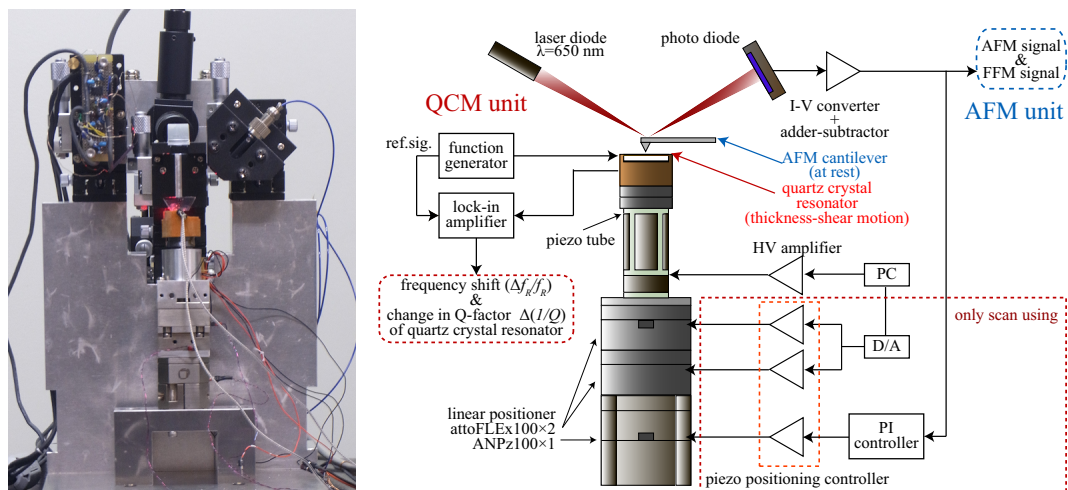 laser diode
λ=650 nm
photo diode
AFM signal
&
FFM signal
QCM unit
I-V converter
+
adder-subtractor
AFM unit
ref.sig.
function
generator
AFM cantilever
(at rest)
quartz crystal
resonator
(thickness-shear motion)
lock-in
amplifier
piezo tube
HV amplifier
PC
frequency shift (Δf_R/f_R)
&
change in Q-factor Δ(1/Q)
of quartz crystal resonator
only scan using
D/A
linear positioner
attoFLEx100×2
ANPz100×1
PI
controller
piezo positioning controller